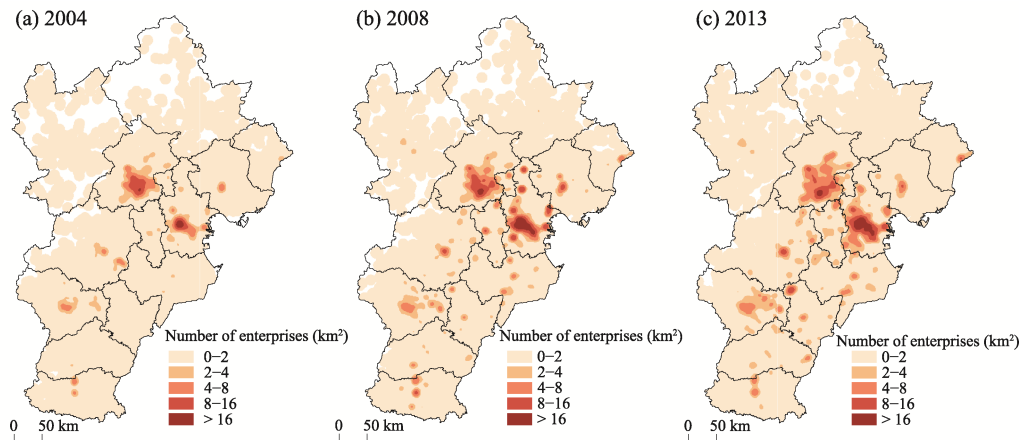 (a) 2004
Number of enterprises (km²)
0−2
2−4
4−8
8−16
> 16
0 50 km
(b) 2008
Number of enterprises (km²)
0−2
2−4
4−8
8−16
> 16
0 50 km
(c) 2013
Number of enterprises (km²)
0−2
2−4
4−8
8−16
> 16
0 50 km